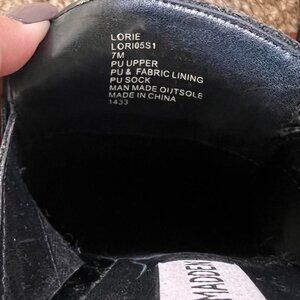 LORIE
LORI05S1
7M
PU UPPER
PU & FABRIC LINING
PU SOCK
MAN MADE OUTSOLE
MADE IN CHINA
1433
MADDEN